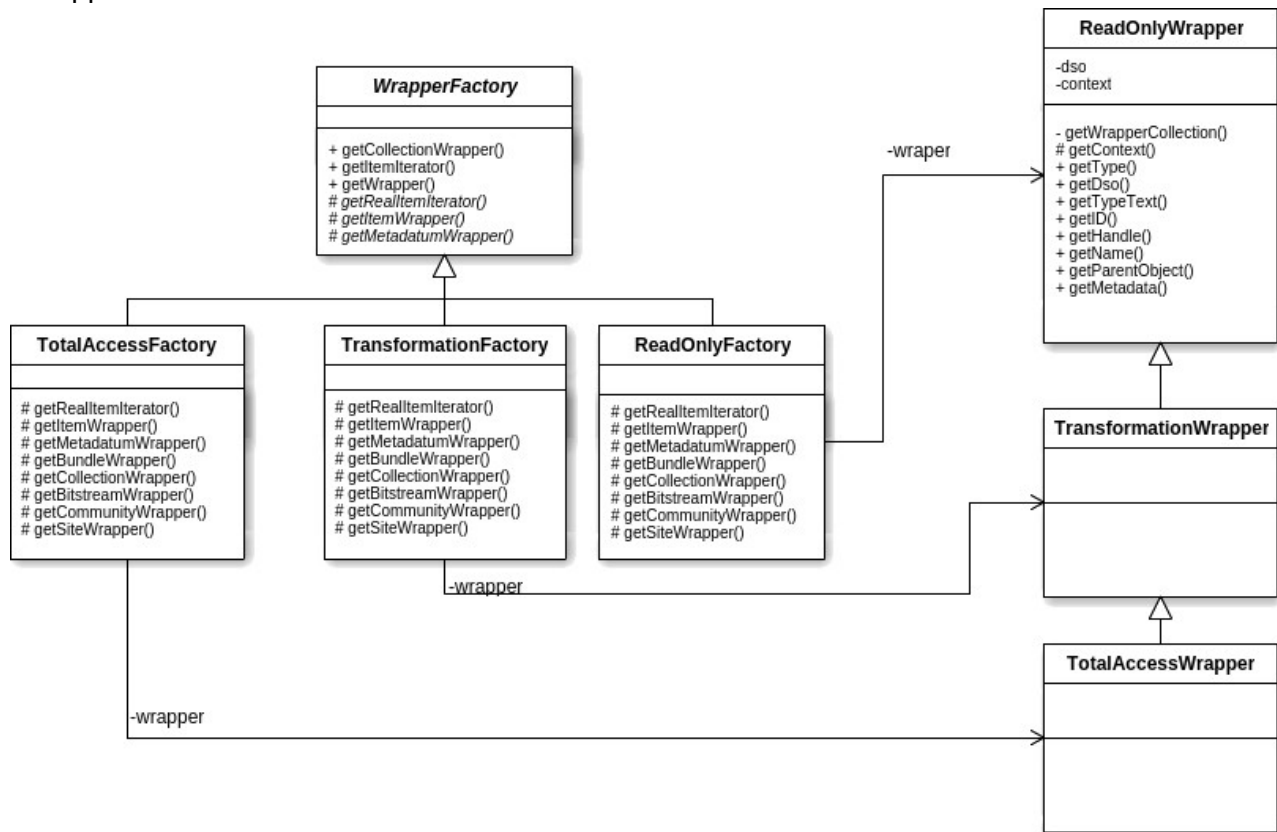 ReadOnlyWrapper
-dso
-context
- getWrapperCollection()
# getContext()
+ getType()
+ getDso()
+ getTypeText()
+ getID()
+ getHandle()
+ getName()
+ getParentObject()
+ getMetadata()
WrapperFactory
+ getCollectionWrapper()
+ getItemIterator()
+ getWrapper()
# getRealItemIterator()
# getItemWrapper()
# getMetadatumWrapper()
-wraper
TotalAccessFactory
# getRealItemIterator()
# getItemWrapper()
# getMetadatumWrapper()
# getBundleWrapper()
# getCollectionWrapper()
# getBitstreamWrapper()
# getCommunityWrapper()
# getSiteWrapper()
TransformationFactory
# getRealItemIterator()
# getItemWrapper()
# getMetadatumWrapper()
# getBundleWrapper()
# getCollectionWrapper()
# getBitstreamWrapper()
# getCommunityWrapper()
# getSiteWrapper()
ReadOnlyFactory
# getRealItemIterator()
# getItemWrapper()
# getMetadatumWrapper()
# getBundleWrapper()
# getCollectionWrapper()
# getBitstreamWrapper()
# getCommunityWrapper()
# getSiteWrapper()
TransformationWrapper
-wrapper
TotalAccessWrapper
-wrapper